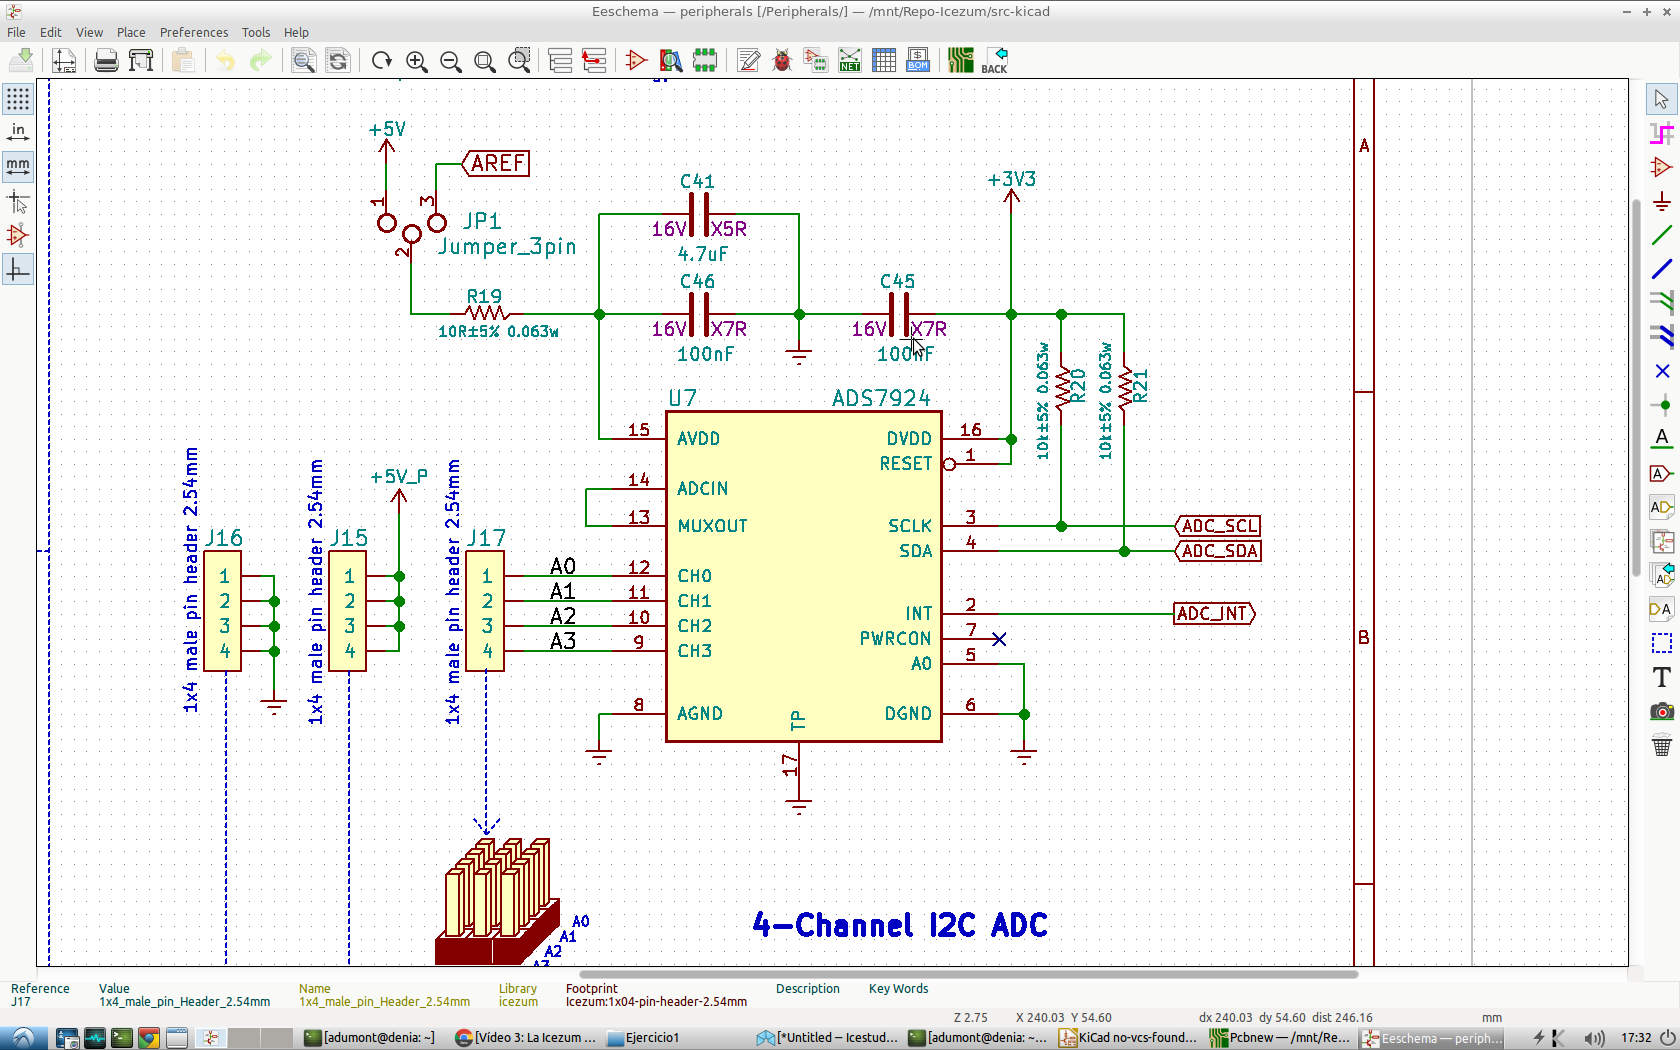 Eeschema — peripherals [/Peripherals/] — /mnt/Repo-Icezum/src-kicad
File Edit View Place Preferences Tools Help
NET
BOM
BACK
in
mm
+5V
AREF
1
3
2
JP1
Jumper_3pin
C41
16V X5R
4.7uF
+3V3
C46
16V X7R
100nF
C45
16V X7R
100nF
R19
10R±5% 0.063w
10k±5% 0.063w
R20
10k±5% 0.063w
R21
U7 ADS7924
15 AVDD
14 ADCIN
13 MUXOUT
12 CH0
11 CH1
10 CH2
9 CH3
8 AGND
DVDD 16
RESET 1
SCLK 3
SDA 4
INT 2
PWRCON 7
A0 5
DGND 6
TP
17
ADC_SCL
ADC_SDA
ADC_INT
+5V_P
J16
1
2
3
4
1x4 male pin header 2.54mm
J15
1
2
3
4
1x4 male pin header 2.54mm
J17
1
2
3
4
1x4 male pin header 2.54mm
A0
A1
A2
A3
A0
A1
A2
A3
4-Channel I2C ADC
A
B
A
A
AD
AD
DA
T
Reference Value Name Library Footprint Description Key Words
J17 1x4_male_pin_Header_2.54mm 1x4_male_pin_Header_2.54mm icezum Icezum:1x04-pin-header-2.54mm
Z 2.75 X 240.03 Y 54.60 dx 240.03 dy 54.60 dist 246.16 mm
[adumont@denia: ~] [Vídeo 3: La Icezum ... Ejercicio1 [*Untitled – Icestud... [adumont@denia: ~... KiCad no-vcs-found... Pcbnew — /mnt/Re... Eeschema — periph... 17:32